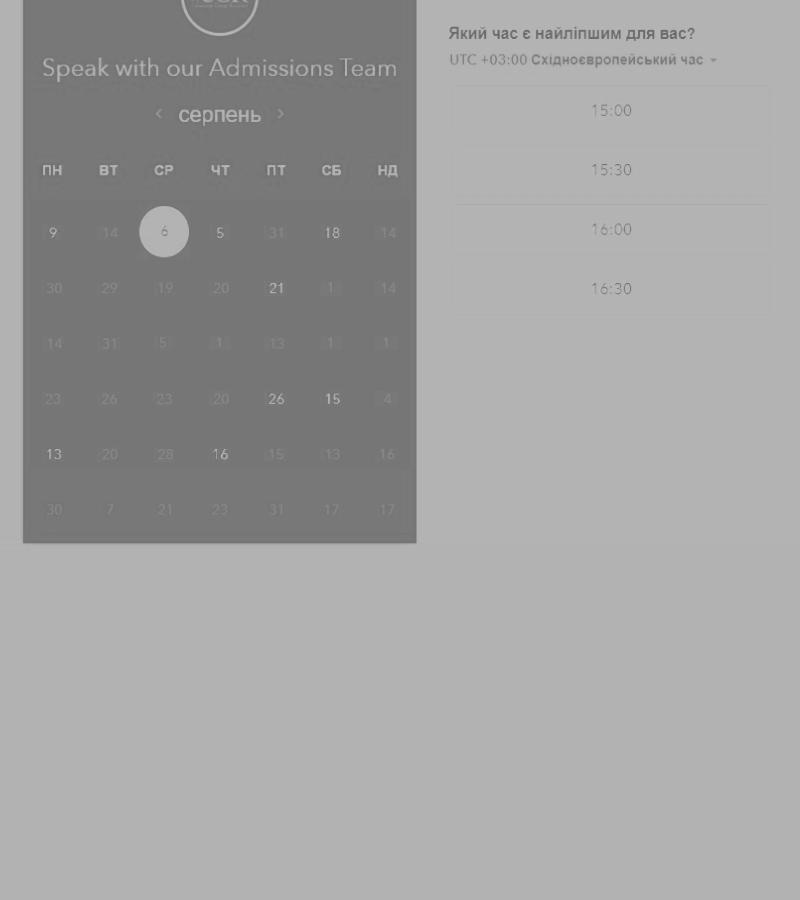 Speak with our Admissions Team
серпень
ПН ВТ СР ЧТ ПТ СБ НД
9 14 6 5 31 18 14
30 29 19 20 21 1 14
14 31 5 1 13 1 1
23 26 23 20 26 15 4
13 20 28 16 15 13 16
30 7 21 23 31 17 17
Який час є найліпшим для вас?
UTC +03:00 Східноєвропейський час
15:00
15:30
16:00
16:30